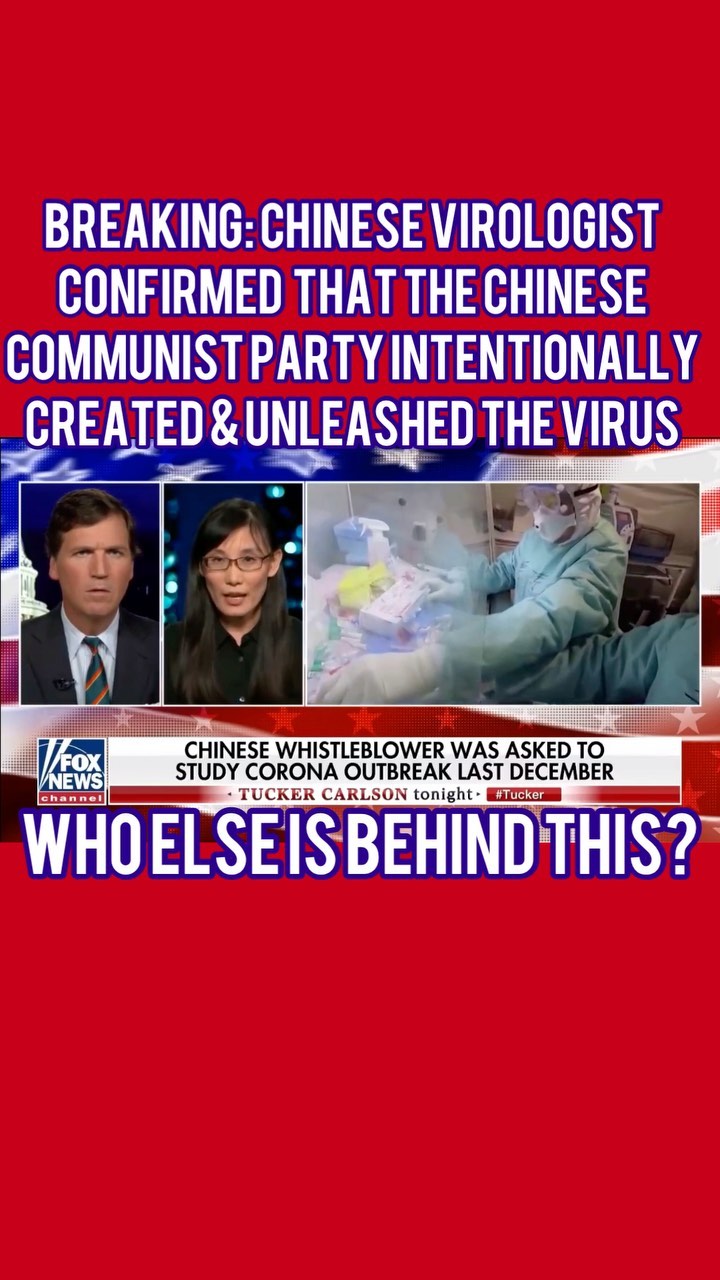 BREAKING: CHINESE VIROLOGIST
CONFIRMED THAT THE CHINESE
COMMUNIST PARTY INTENTIONALLY
CREATED & UNLEASHED THE VIRUS
FOX
NEWS
channel
CHINESE WHISTLEBLOWER WAS ASKED TO
STUDY CORONA OUTBREAK LAST DECEMBER
TUCKER CARLSON tonight #Tucker
WHO ELSE IS BEHIND THIS?